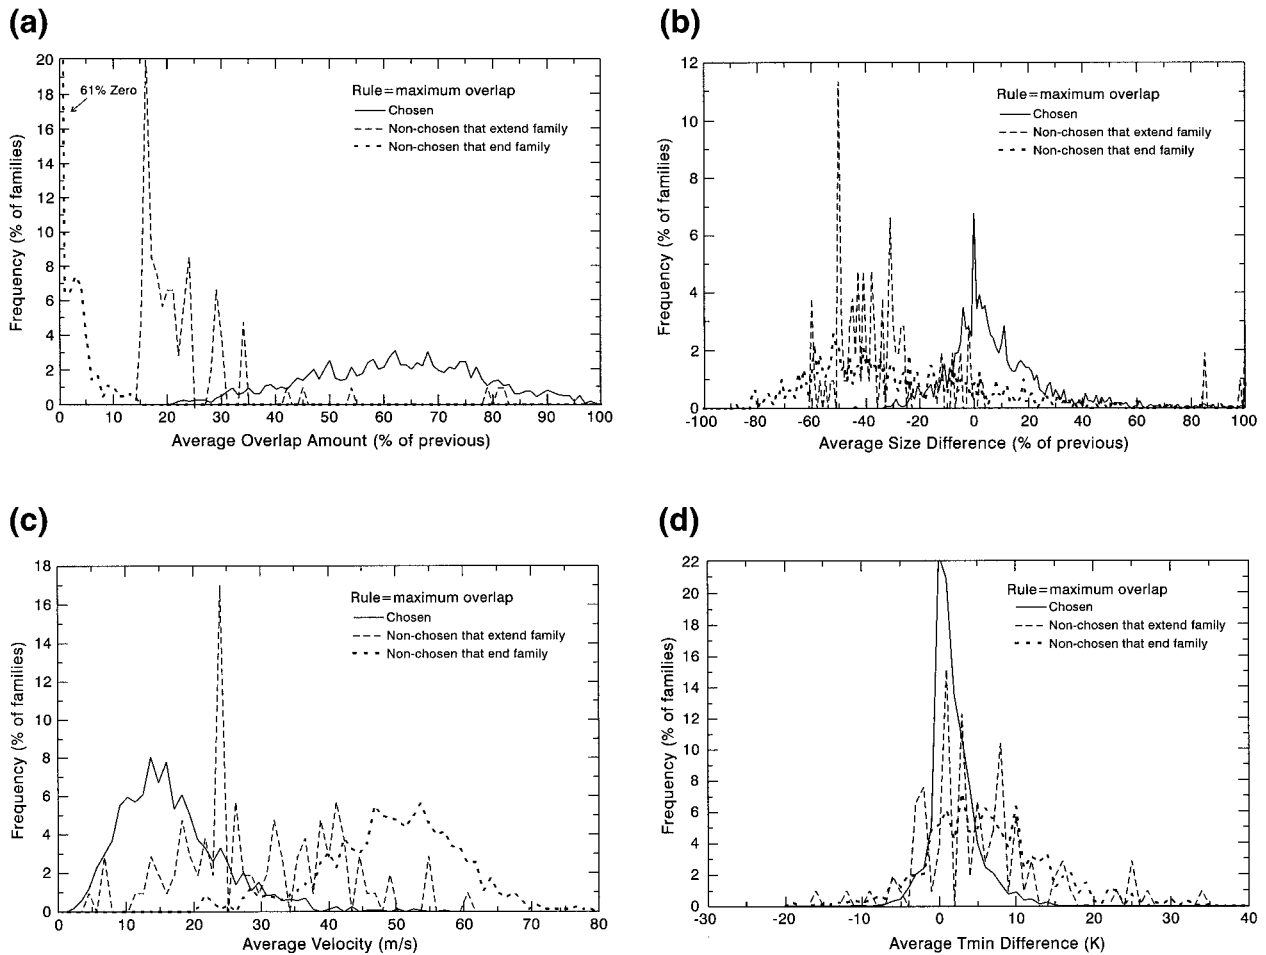 (a)
20
18
16
14
12
10
8
6
4
2
0
0
10
20
30
40
50
60
70
80
90
100
Frequency (% of families)
Average Overlap Amount (% of previous)
61% Zero
Rule=maximum overlap
Chosen
Non-chosen that extend family
Non-chosen that end family
(b)
12
10
8
6
4
2
0
-100
-80
-60
-40
-20
0
20
40
60
80
100
Frequency (% of families)
Average Size Difference (% of previous)
Rule=maximum overlap
Chosen
Non-chosen that extend family
Non-chosen that end family
(c)
18
16
14
12
10
8
6
4
2
0
0
10
20
30
40
50
60
70
80
Frequency (% of families)
Average Velocity (m/s)
Rule=maximum overlap
Chosen
Non-chosen that extend family
Non-chosen that end family
(d)
22
20
18
16
14
12
10
8
6
4
2
0
-30
-20
-10
0
10
20
30
40
Frequency (% of families)
Average Tmin Difference (K)
Rule=maximum overlap
Chosen
Non-chosen that extend family
Non-chosen that end family